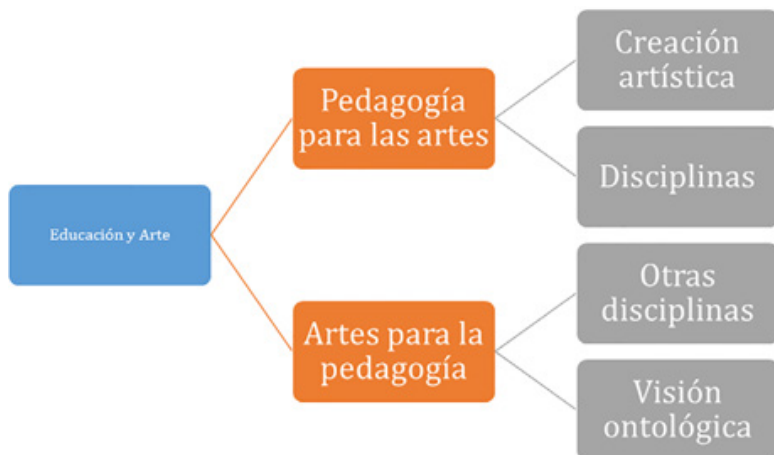 Educación y Arte
Pedagogía
para las artes
Creación
artística
Disciplinas
Artes para la
pedagogía
Otras
disciplinas
Visión
ontológica